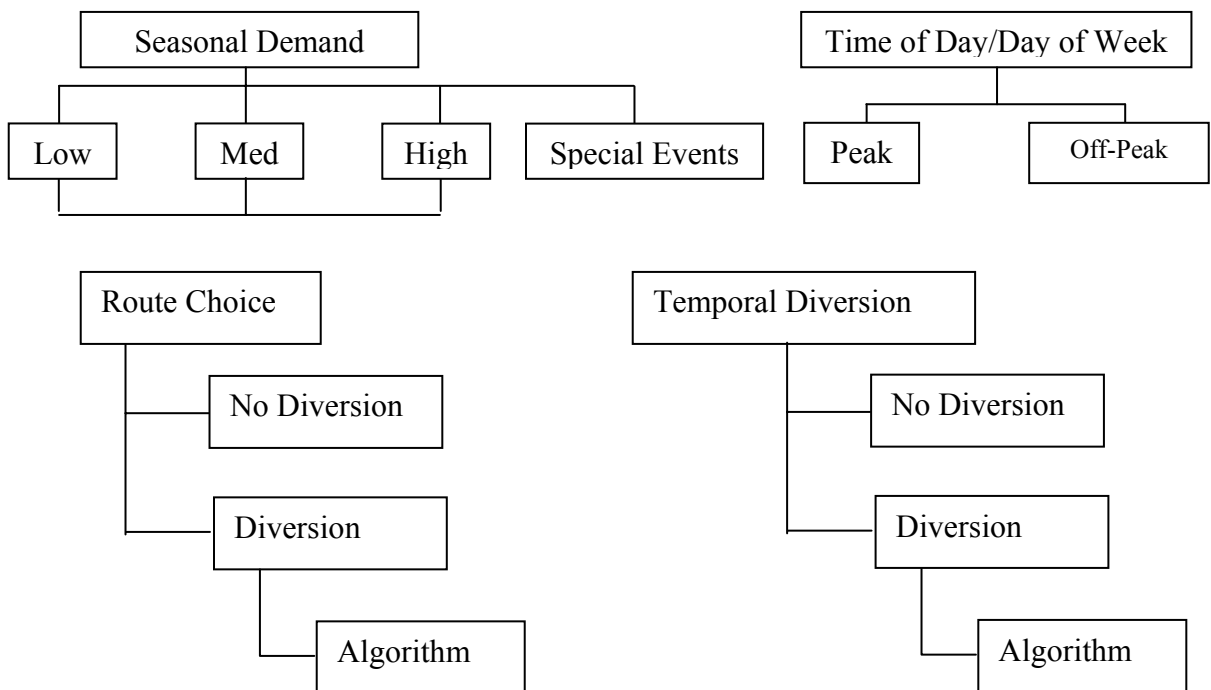 Seasonal Demand
Time of Day/Day of Week
Low
Med
High
Special Events
Peak
Off-Peak
Route Choice
Temporal Diversion
No Diversion
No Diversion
Diversion
Diversion
Algorithm
Algorithm